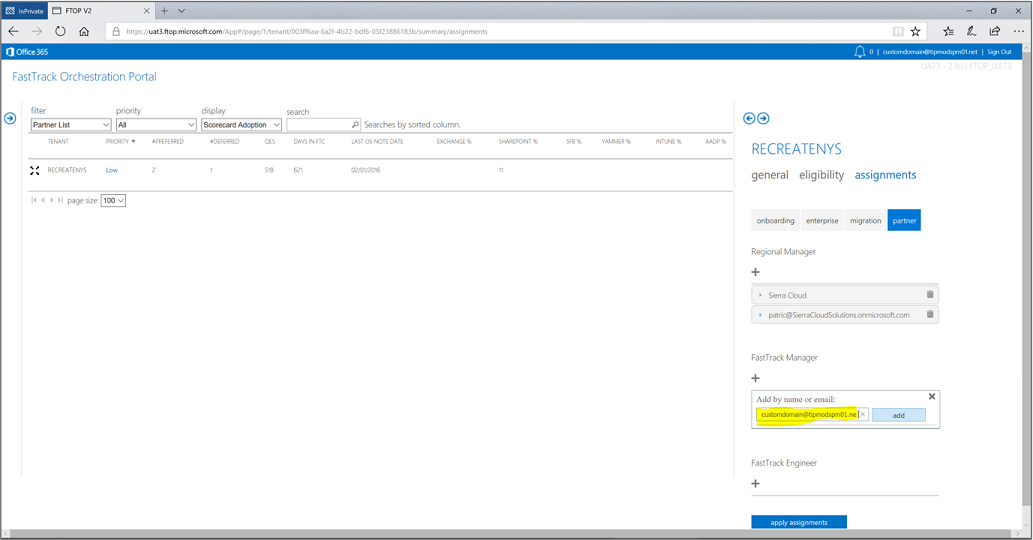 InPrivate FTOP V2
https://uat3.ftop.microsoft.com/App#/page/1/tenant/003ff6aa-6a2f-4b22-bdf6-05f23886183b/summary/assignments
Office 365 0 | customdomain@tipmodspm01.net | Sign Out
UAT3 - 2.80 | FTOP_UAT3
FastTrack Orchestration Portal
filter priority display search
Partner List All Scorecard Adoption Searches by sorted column.
TENANT PRIORITY #PREFERRED #DEFERRED QES DAYS IN FTC LAST OS NOTE DATE EXCHANGE % SHAREPOINT % SFB % YAMMER % INTUNE % AADP %
RECREATENYS Low 2 1 518 621 02/01/2016 11
page size: 100
RECREATENYS
general eligibility assignments
onboarding enterprise migration partner
Regional Manager
Sierra Cloud
patric@SierraCloudSolutions.onmicrosoft.com
FastTrack Manager
Add by name or email:
customdomain@tipmodspm01.ne add
FastTrack Engineer
apply assignments